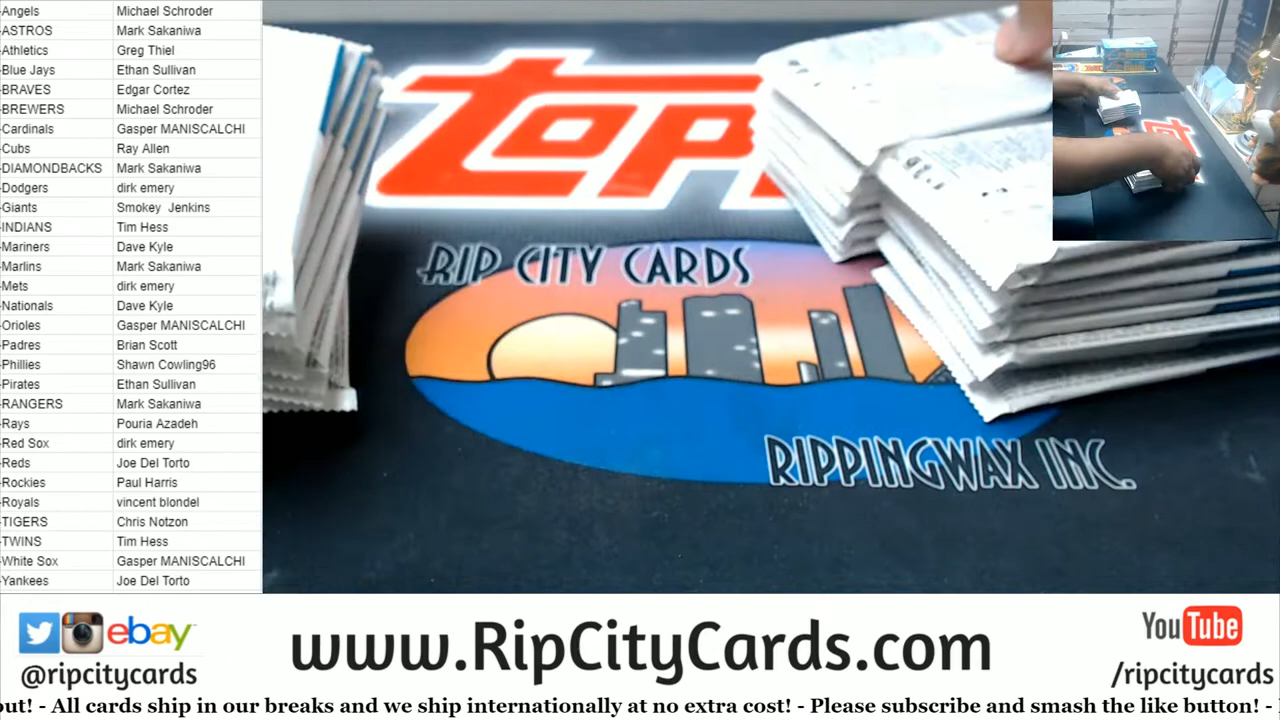 -Angels Michael Schroder
-ASTROS Mark Sakaniwa
-Athletics Greg Thiel
-Blue Jays Ethan Sullivan
-BRAVES Edgar Cortez
-BREWERS Michael Schroder
-Cardinals Gasper MANISCALCHI
-Cubs Ray Allen
-DIAMONDBACKS Mark Sakaniwa
-Dodgers dirk emery
-Giants Smokey Jenkins
-INDIANS Tim Hess
-Mariners Dave Kyle
-Marlins Mark Sakaniwa
-Mets dirk emery
-Nationals Dave Kyle
-Orioles Gasper MANISCALCHI
-Padres Brian Scott
-Phillies Shawn Cowling96
-Pirates Ethan Sullivan
-RANGERS Mark Sakaniwa
-Rays Pouria Azadeh
-Red Sox dirk emery
-Reds Joe Del Torto
-Rockies Paul Harris
-Royals vincent blondel
-TIGERS Chris Notzon
-TWINS Tim Hess
-White Sox Gasper MANISCALCHI
-Yankees Joe Del Torto
RIP CITY CARDS
RIPPINGWAX INC.
ebay
@ripcitycards
www.RipCityCards.com
YouTube
/ripcitycards
out! - All cards ship in our breaks and we ship internationally at no extra cost! - Please subscribe and smash the like button! -